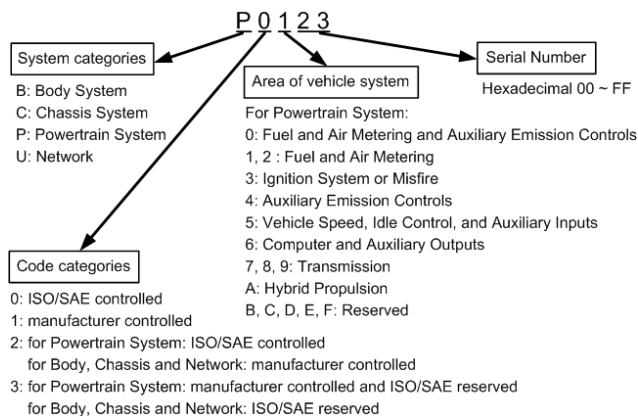 P 0 1 2 3
System categories
B: Body System
C: Chassis System
P: Powertrain System
U: Network
Area of vehicle system
For Powertrain System:
0: Fuel and Air Metering and Auxiliary Emission Controls
1, 2 : Fuel and Air Metering
3: Ignition System or Misfire
4: Auxiliary Emission Controls
5: Vehicle Speed, Idle Control, and Auxiliary Inputs
6: Computer and Auxiliary Outputs
7, 8, 9: Transmission
A: Hybrid Propulsion
B, C, D, E, F: Reserved
Serial Number
Hexadecimal 00 ~ FF
Code categories
0: ISO/SAE controlled
1: manufacturer controlled
2: for Powertrain System: ISO/SAE controlled
for Body, Chassis and Network: manufacturer controlled
3: for Powertrain System: manufacturer controlled and ISO/SAE reserved
for Body, Chassis and Network: ISO/SAE reserved